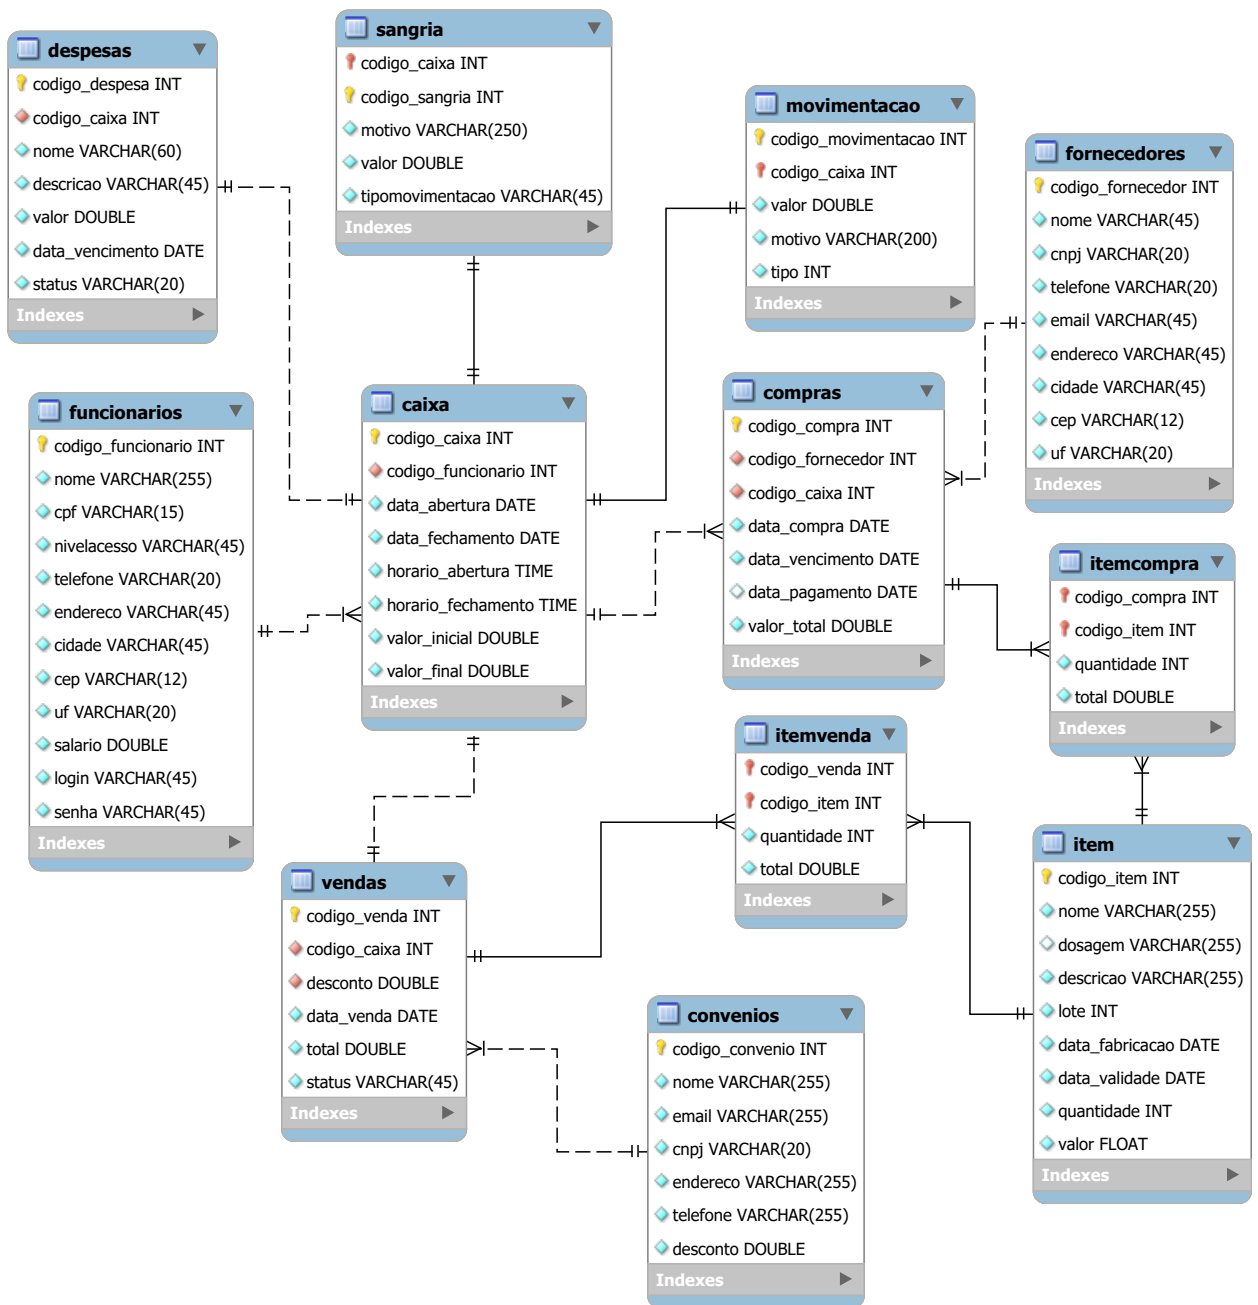 despesas
codigo_despesa INT
codigo_caixa INT
nome VARCHAR(60)
descricao VARCHAR(45)
valor DOUBLE
data_vencimento DATE
status VARCHAR(20)
Indexes
sangria
codigo_caixa INT
codigo_sangria INT
motivo VARCHAR(250)
valor DOUBLE
tipomovimentacao VARCHAR(45)
Indexes
movimentacao
codigo_movimentacao INT
codigo_caixa INT
valor DOUBLE
motivo VARCHAR(200)
tipo INT
Indexes
fornecedores
codigo_fornecedor INT
nome VARCHAR(45)
cnpj VARCHAR(20)
telefone VARCHAR(20)
email VARCHAR(45)
endereco VARCHAR(45)
cidade VARCHAR(45)
cep VARCHAR(12)
uf VARCHAR(20)
Indexes
funcionarios
codigo_funcionario INT
nome VARCHAR(255)
cpf VARCHAR(15)
nivelacesso VARCHAR(45)
telefone VARCHAR(20)
endereco VARCHAR(45)
cidade VARCHAR(45)
cep VARCHAR(12)
uf VARCHAR(20)
salario DOUBLE
login VARCHAR(45)
senha VARCHAR(45)
Indexes
caixa
codigo_caixa INT
codigo_funcionario INT
data_abertura DATE
data_fechamento DATE
horario_abertura TIME
horario_fechamento TIME
valor_inicial DOUBLE
valor_final DOUBLE
Indexes
compras
codigo_compra INT
codigo_fornecedor INT
codigo_caixa INT
data_compra DATE
data_vencimento DATE
data_pagamento DATE
valor_total DOUBLE
Indexes
itemcompra
codigo_compra INT
codigo_item INT
quantidade INT
total DOUBLE
Indexes
itemvenda
codigo_venda INT
codigo_item INT
quantidade INT
total DOUBLE
Indexes
item
codigo_item INT
nome VARCHAR(255)
dosagem VARCHAR(255)
descricao VARCHAR(255)
lote INT
data_fabricacao DATE
data_validade DATE
quantidade INT
valor FLOAT
Indexes
vendas
codigo_venda INT
codigo_caixa INT
desconto DOUBLE
data_venda DATE
total DOUBLE
status VARCHAR(45)
Indexes
convenios
codigo_convenio INT
nome VARCHAR(255)
email VARCHAR(255)
cnpj VARCHAR(20)
endereco VARCHAR(255)
telefone VARCHAR(255)
desconto DOUBLE
Indexes